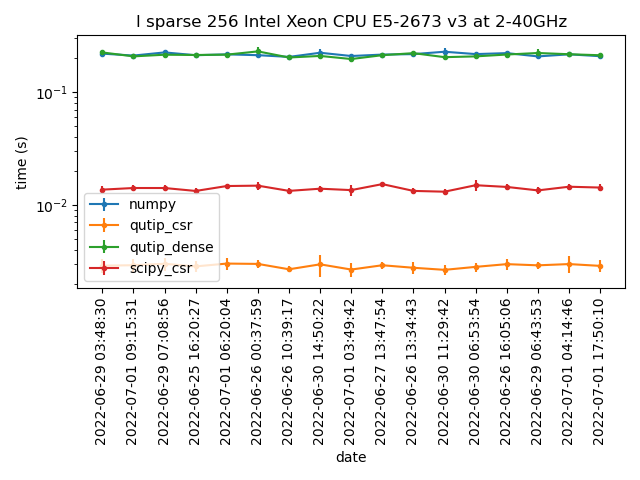 l sparse 256 Intel Xeon CPU E5-2673 v3 at 2-40GHz
time (s)
10⁻¹
10⁻²
numpy
qutip_csr
qutip_dense
scipy_csr
2022-06-29 03:48:30
2022-07-01 09:15:31
2022-06-29 07:08:56
2022-06-25 16:20:27
2022-07-01 06:20:04
2022-06-26 00:37:59
2022-06-26 10:39:17
2022-06-30 14:50:22
2022-07-01 03:49:42
2022-06-27 13:47:54
2022-06-26 13:34:43
2022-06-30 11:29:42
2022-06-30 06:53:54
2022-06-26 16:05:06
2022-06-29 06:43:53
2022-07-01 04:14:46
2022-07-01 17:50:10
date